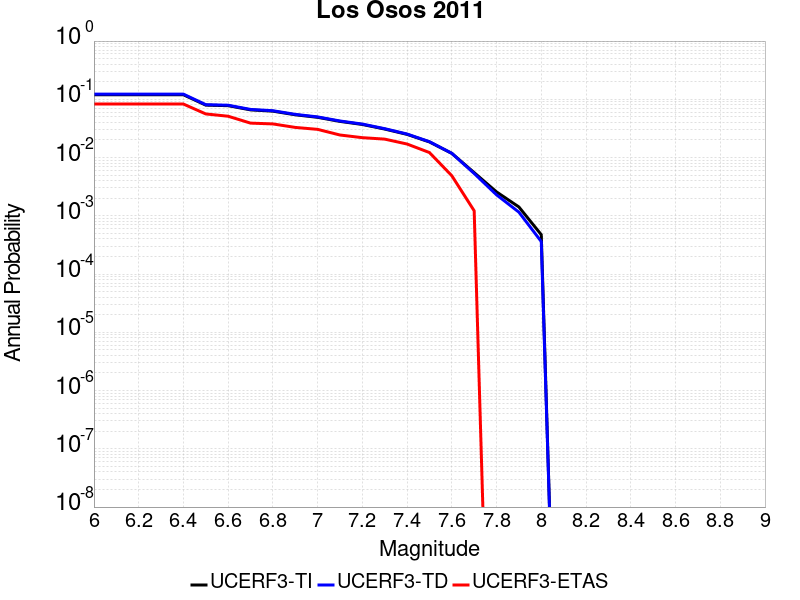 Los Osos 2011
10^0
10^-1
10^-2
10^-3
10^-4
10^-5
10^-6
10^-7
10^-8
Annual Probability
6 6.2 6.4 6.6 6.8 7 7.2 7.4 7.6 7.8 8 8.2 8.4 8.6 8.8 9
Magnitude
UCERF3-TI UCERF3-TD UCERF3-ETAS